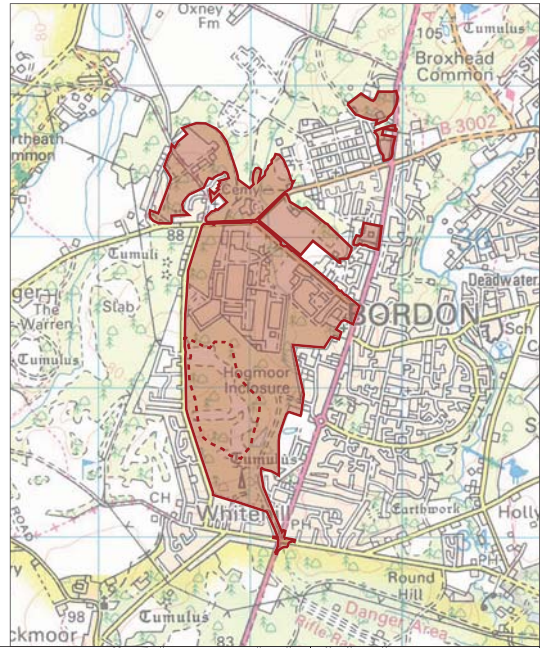 Oxney
Fm
105
Tumulus
Broxhead
Common
80
B 3002
rtheath
mmon
Cemy
88
Tumuli
Deadwater
ger
The
Warren
Slab
BORDON
Sch
Tumulus
Hogmoor
Inclosure
Tumulus
CH
Whitehill
PH
Earthwork
Holly
ROAD
PH
Round
Hill
98
Tumulus
Danger Area
Rifle Ra
ckmoor
83